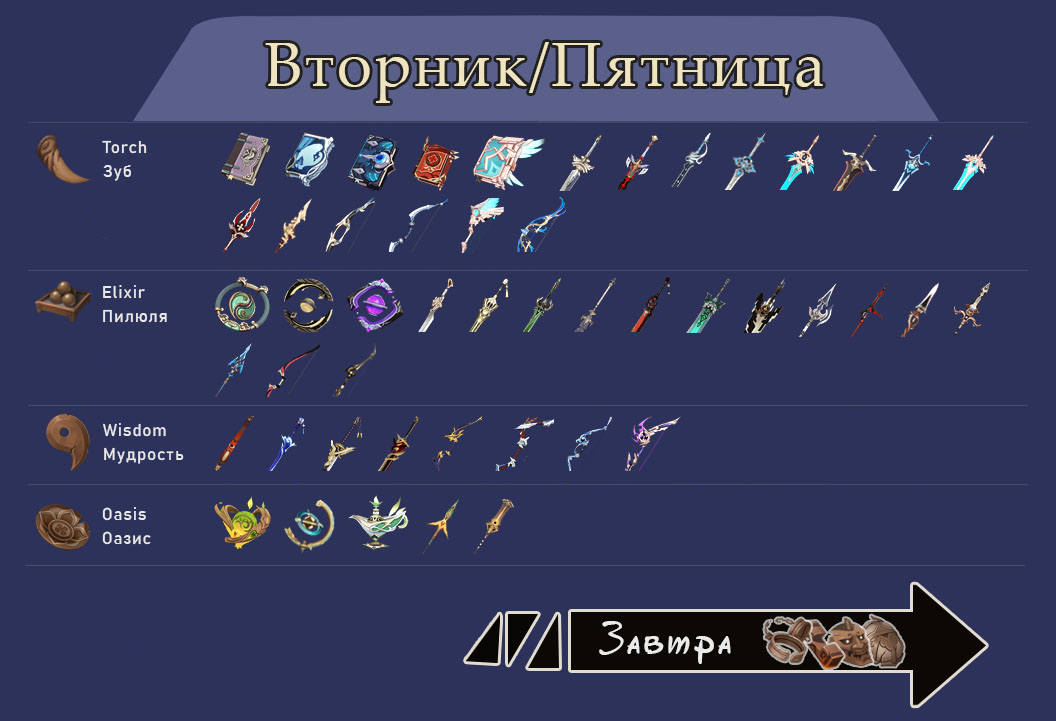 Вторник/Пятница
Torch
Зуб
Elixir
Пилюля
Wisdom
Мудрость
Oasis
Оазис
Завтра